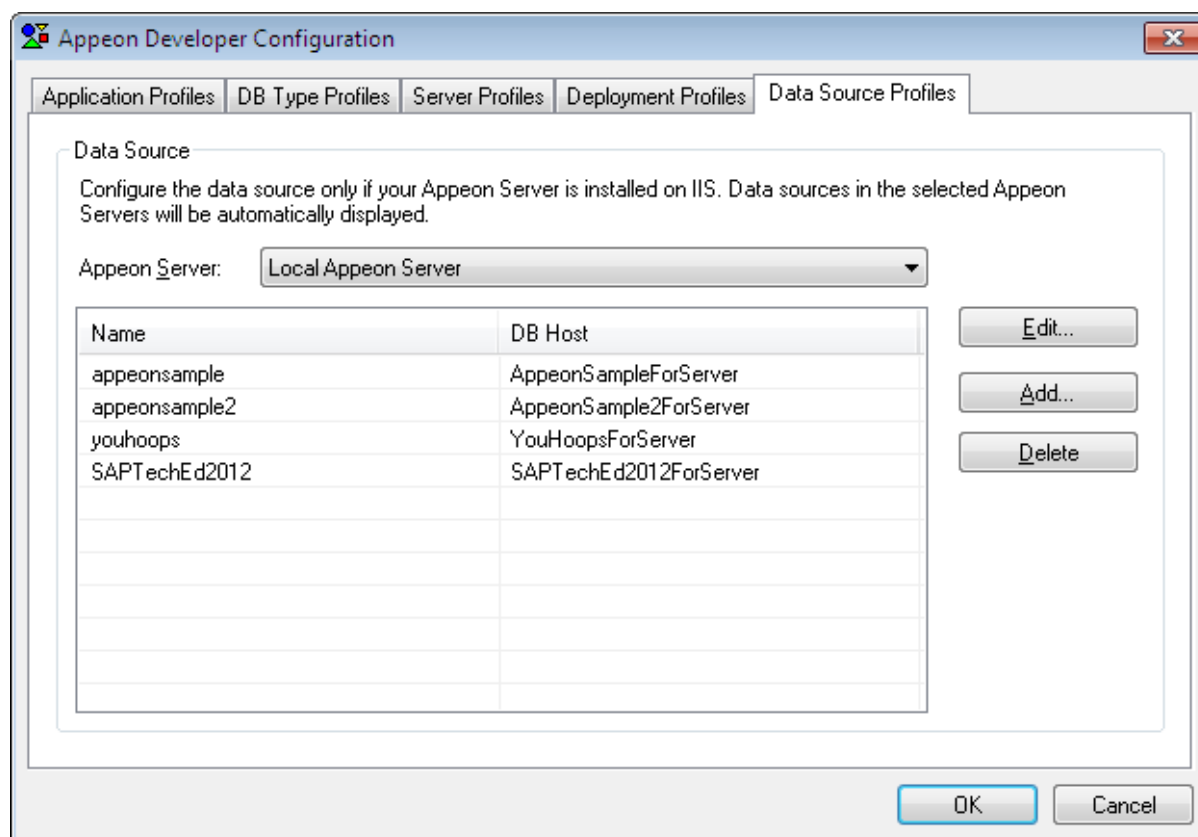 Appeon Developer Configuration
Application Profiles DB Type Profiles Server Profiles Deployment Profiles Data Source Profiles
Data Source
Configure the data source only if your Appeon Server is installed on IIS. Data sources in the selected Appeon
Servers will be automatically displayed.
Appeon Server: Local Appeon Server
Name DB Host
appeonsample AppeonSampleForServer
appeonsample2 AppeonSample2ForServer
youhoops YouHoopsForServer
SAPTechEd2012 SAPTechEd2012ForServer
Edit...
Add...
Delete
OK Cancel